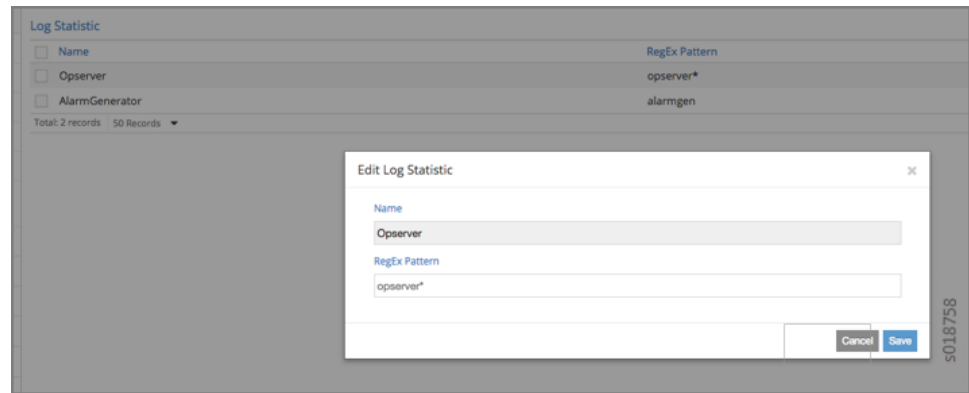 Log Statistic
Name RegEx Pattern
Opserver opserver*
AlarmGenerator alarmgen
Total: 2 records 50 Records
Edit Log Statistic ×
Name
Opserver
RegEx Pattern
opserver*
Cancel Save
s018758